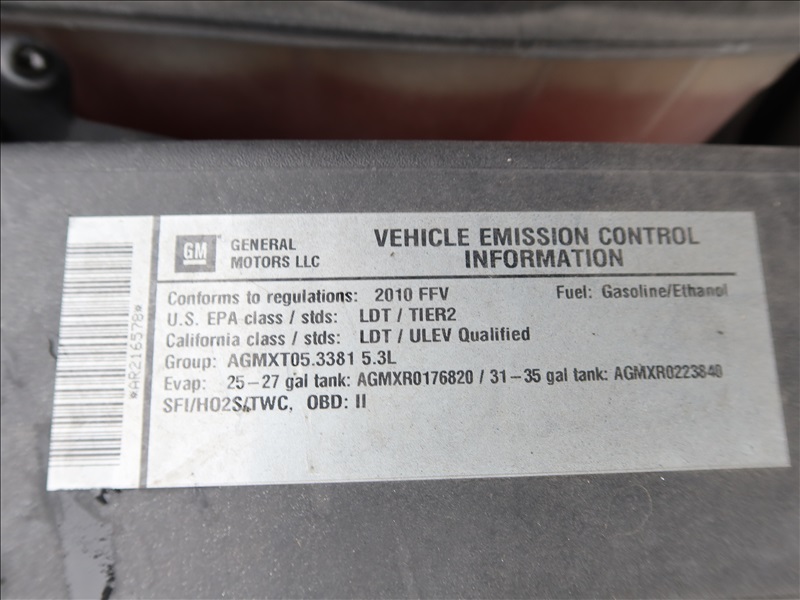 *AR216578*
GM
GENERAL
MOTORS LLC
VEHICLE EMISSION CONTROL
INFORMATION
Conforms to regulations: 2010 FFV Fuel: Gasoline/Ethanol
U.S. EPA class / stds: LDT / TIER2
California class / stds: LDT / ULEV Qualified
Group: AGMXT05.3381 5.3L
Evap: 25-27 gal tank: AGMXR0176820 / 31-35 gal tank: AGMXR0223840
SFI/HO2S/TWC, OBD: II